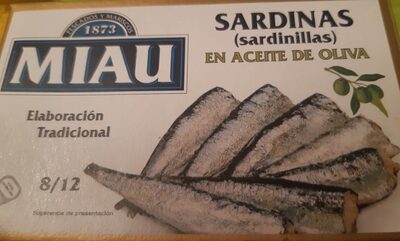 PESCADOS Y MARISCOS
1873
MIAU
SARDINAS
(sardinillas)
EN ACEITE DE OLIVA
Elaboración
Tradicional
8/12
Sugerencia de presentación